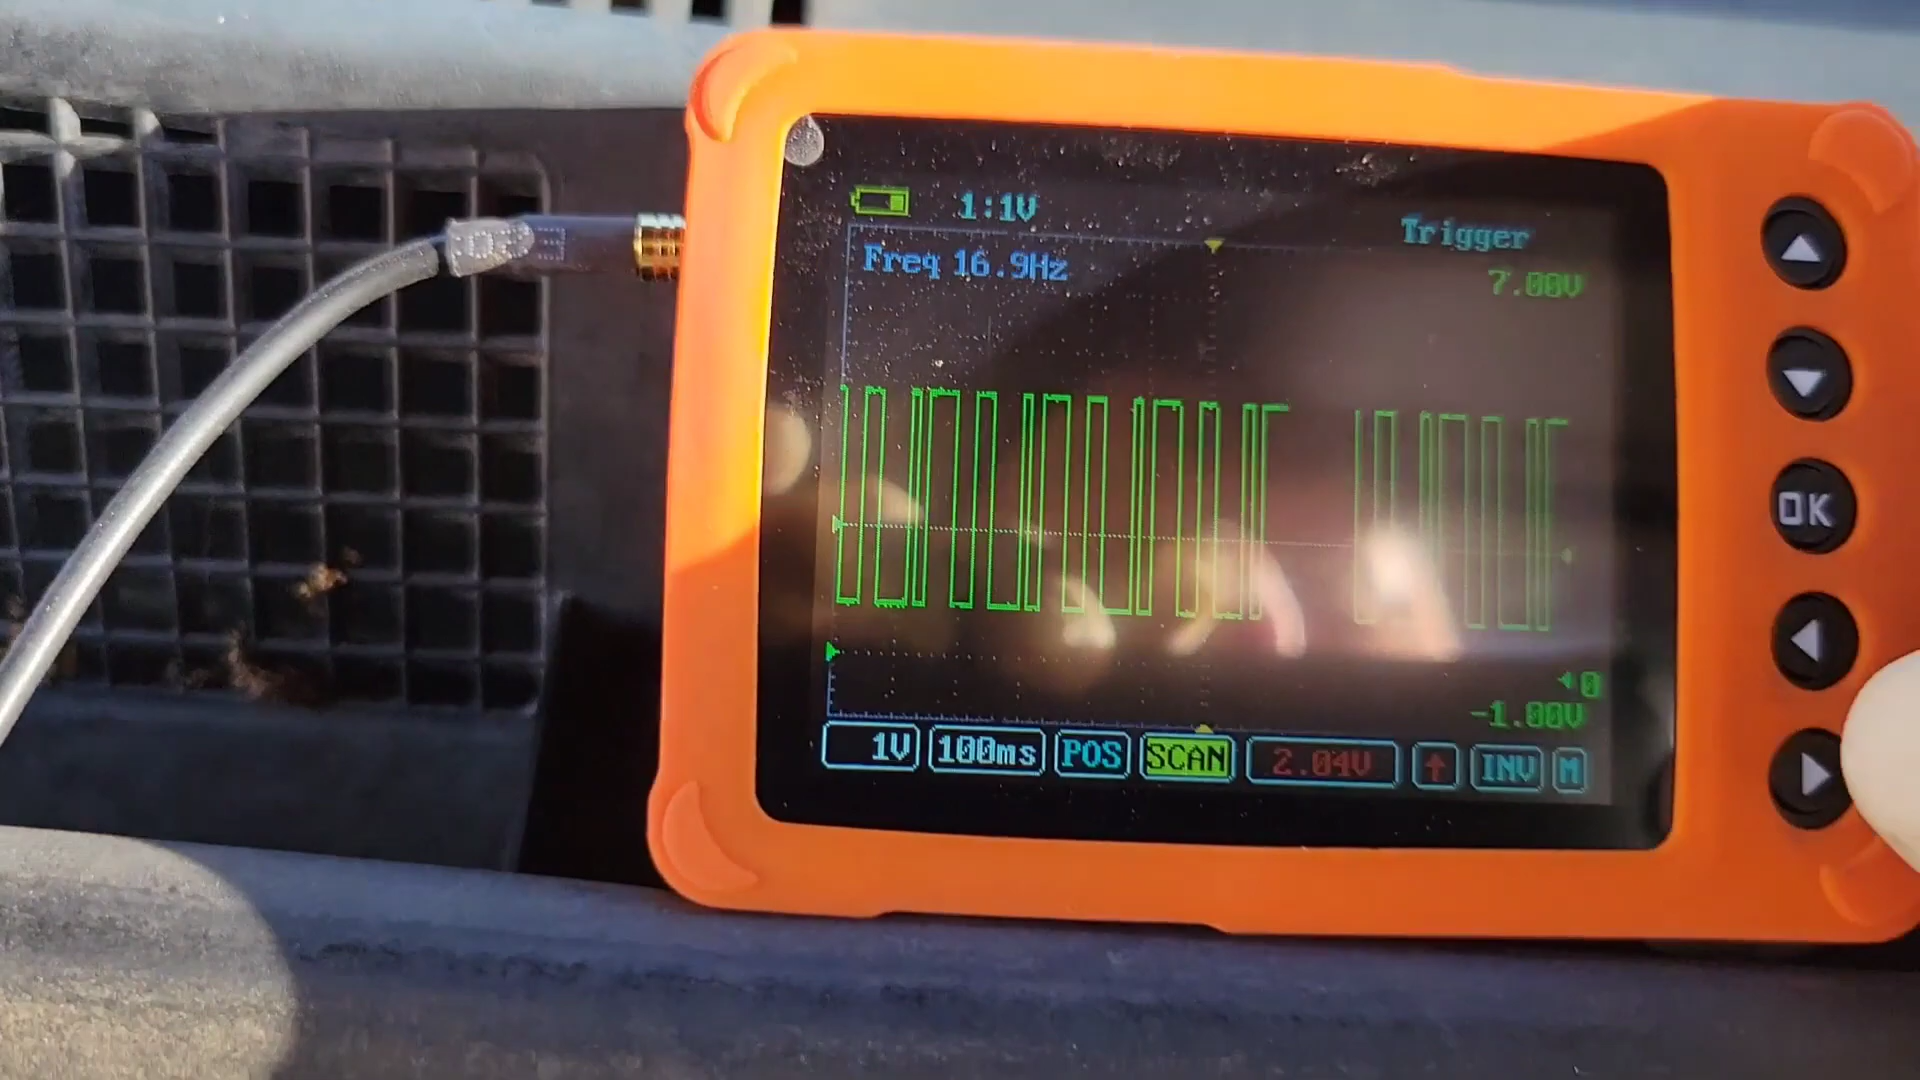 1:1V
Trigger
Freq 16.9Hz
7.00V
OK
0
-1.00V
1V 100ms POS SCAN 2.04V INV M